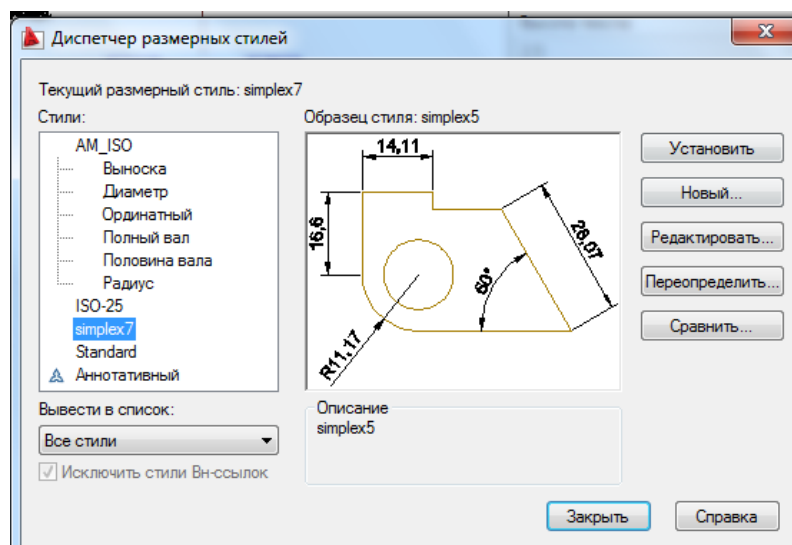 Диспетчер размерных стилей
Текущий размерный стиль: simplex7
Стили:
AM_ISO
Выноска
Диаметр
Ординатный
Полный вал
Половина вала
Радиус
ISO-25
simplex7
Standard
Аннотативный
Вывести в список:
Все стили
Исключить стили Вн-ссылок
Образец стиля: simplex5
14,11
16,6
28,07
60°
R11,17
Описание
simplex5
Установить
Новый...
Редактировать...
Переопределить...
Сравнить...
Закрыть
Справка